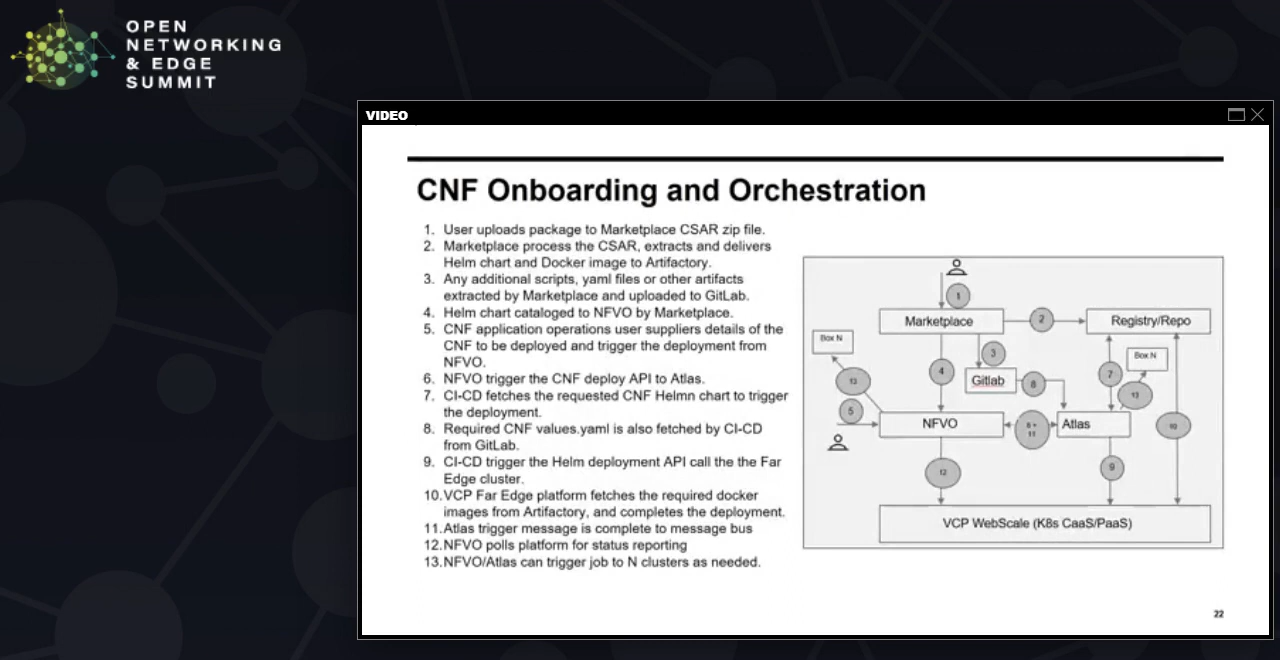 OPEN
NETWORKING
& EDGE
SUMMIT
VIDEO
CNF Onboarding and Orchestration
1. User uploads package to Marketplace CSAR zip file.
2. Marketplace process the CSAR, extracts and delivers
Helm chart and Docker image to Artifactory.
3. Any additional scripts, yaml files or other artifacts
extracted by Marketplace and uploaded to GitLab.
4. Helm chart cataloged to NFVO by Marketplace.
5. CNF application operations user suppliers details of the
CNF to be deployed and trigger the deployment from
NFVO.
6. NFVO trigger the CNF deploy API to Atlas.
7. CI-CD fetches the requested CNF Helmn chart to trigger
the deployment.
8. Required CNF values.yaml is also fetched by CI-CD
from GitLab.
9. CI-CD trigger the Helm deployment API call the the Far
Edge cluster.
10. VCP Far Edge platform fetches the required docker
images from Artifactory, and completes the deployment.
11. Atlas trigger message is complete to message bus
12. NFVO polls platform for status reporting
13. NFVO/Atlas can trigger job to N clusters as needed.
1
Marketplace
2
Registry/Repo
Box N
3
Box N
4
Gitlab
8
7
13
13
5
NFVO
Atlas
10
12
9
VCP WebScale (K8s CaaS/PaaS)
22